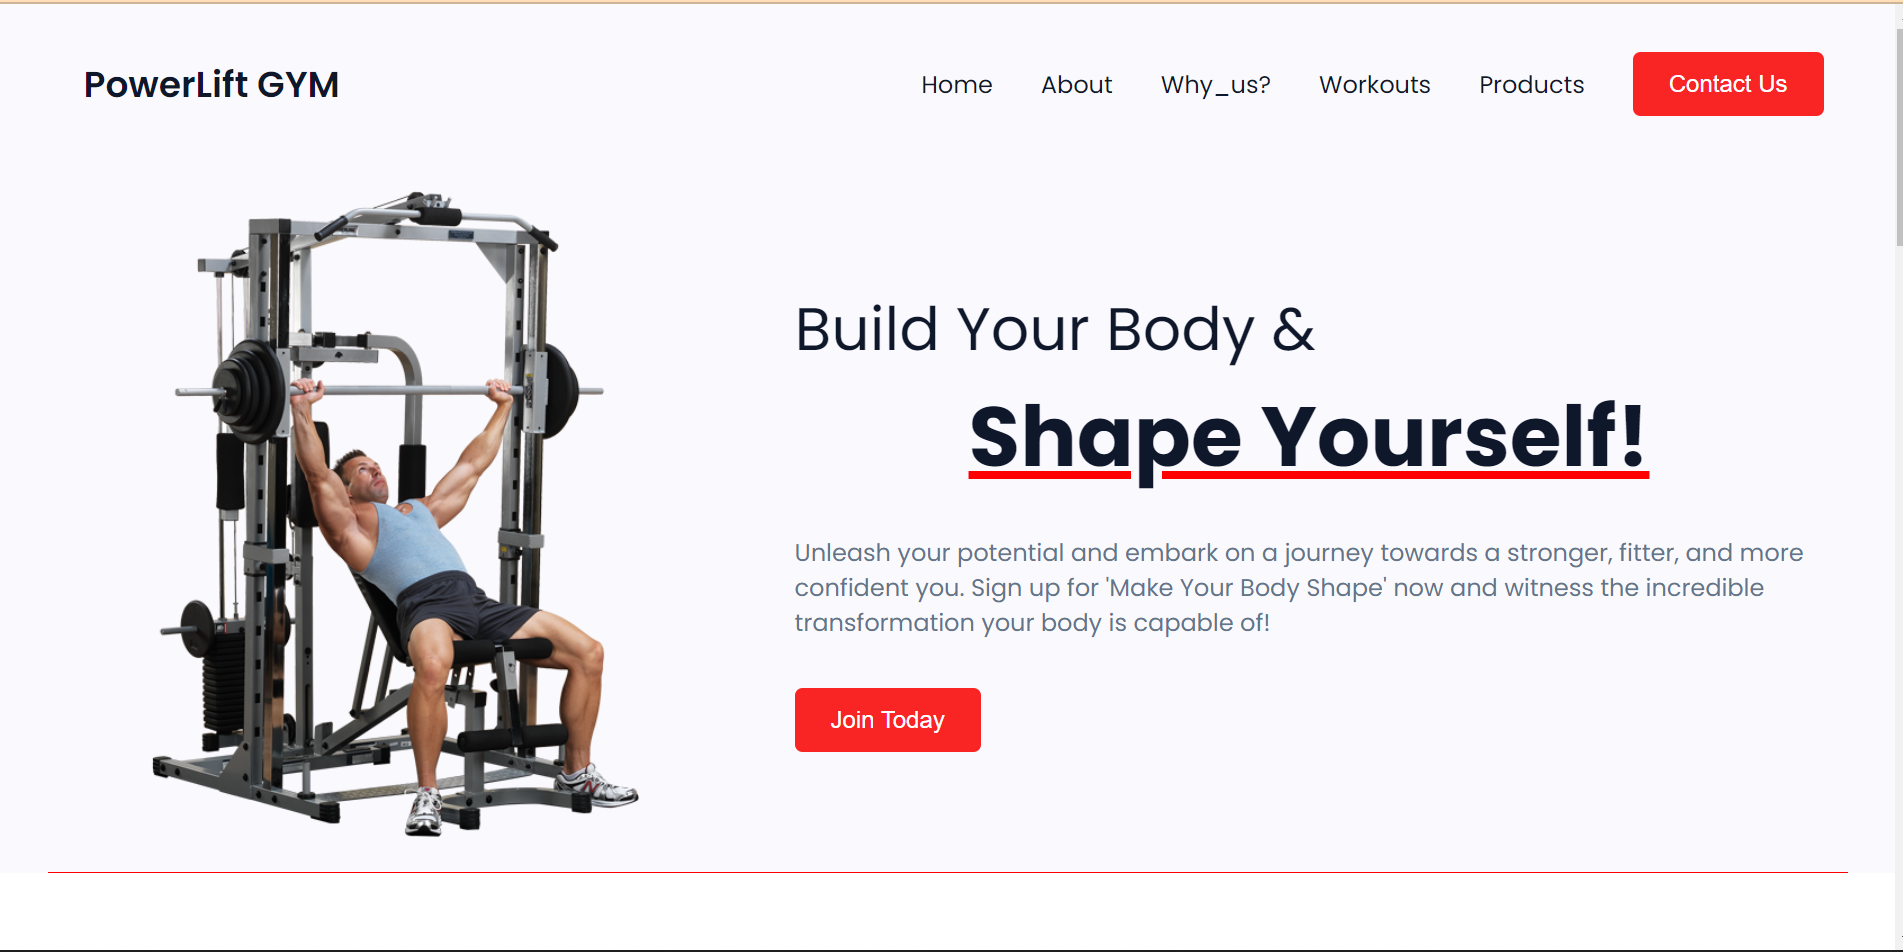 PowerLift GYM
Home About Why_us? Workouts Products Contact Us
Build Your Body &
Shape Yourself!
Unleash your potential and embark on a journey towards a stronger, fitter, and more
confident you. Sign up for 'Make Your Body Shape' now and witness the incredible
transformation your body is capable of!
Join Today